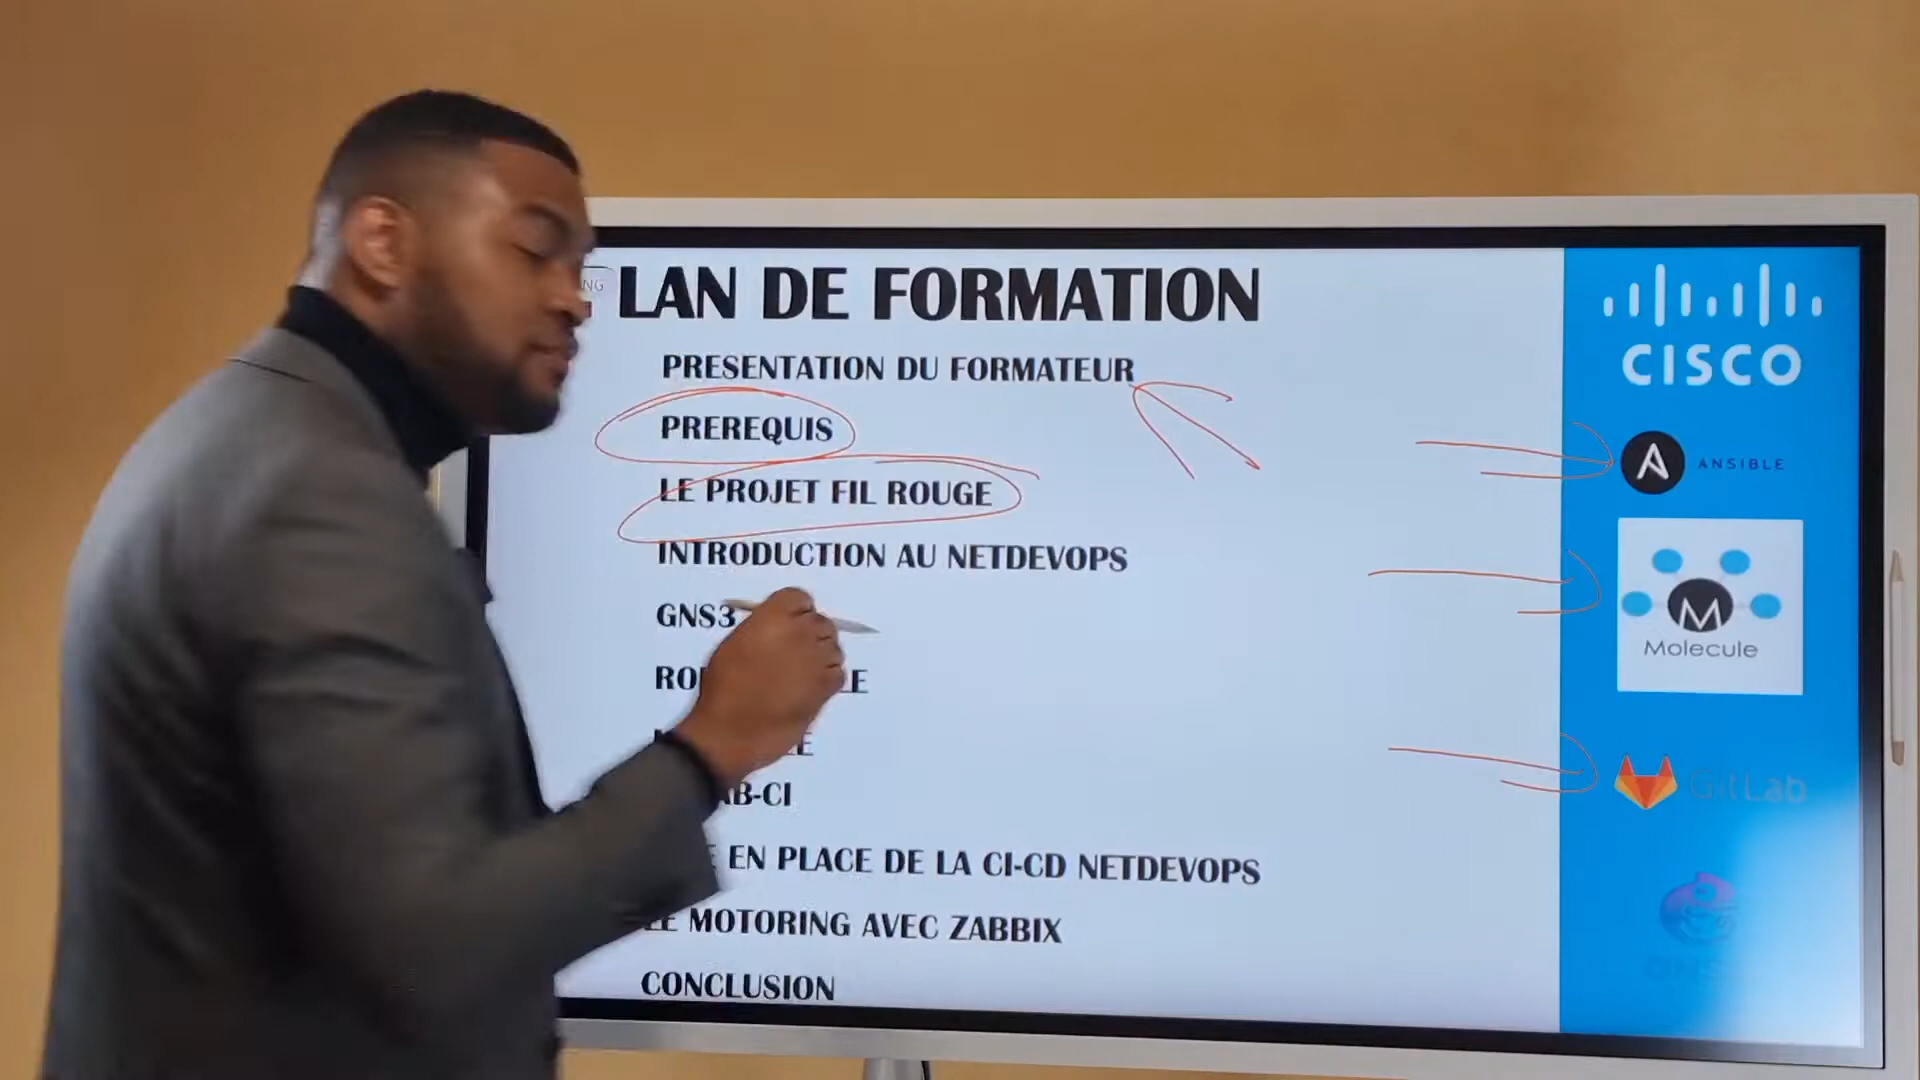 LAN DE FORMATION
PRESENTATION DU FORMATEUR
PREREQUIS
LE PROJET FIL ROUGE
INTRODUCTION AU NETDEVOPS
GNS3
EN PLACE DE LA CI-CD NETDEVOPS
LE MOTORING AVEC ZABBIX
CONCLUSION
CISCO
ANSIBLE
Molecule
GitLab